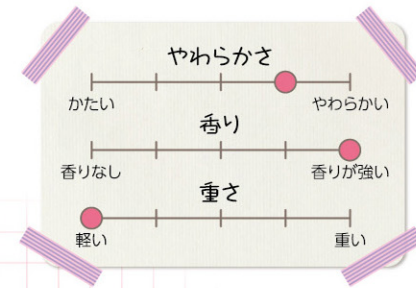 やわらかさ
かたい やわらかい
香り
香りなし 香りが強い
重さ
軽い 重い